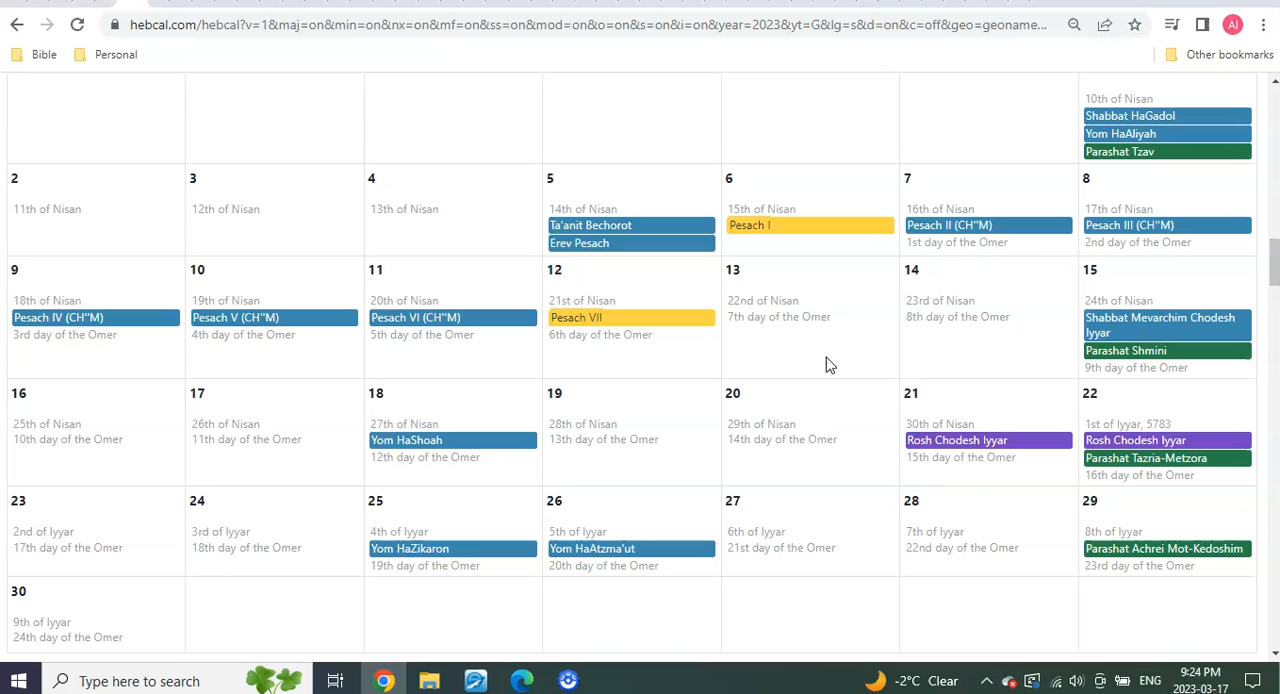 hebcal.com/hebcal?v=1&maj=on&min=on&nx=on&mf=on&ss=on&mod=on&o=on&s=on&i=on&year=2023&yt=G&lg=s&d=on&c=off&geo=geoname...
AI
Bible
Personal
Other bookmarks
10th of Nisan
Shabbat HaGadol
Yom HaAliyah
Parashat Tzav
2
11th of Nisan
3
12th of Nisan
4
13th of Nisan
5
14th of Nisan
Ta'anit Bechorot
Erev Pesach
6
15th of Nisan
Pesach I
7
16th of Nisan
Pesach II (CH"M)
1st day of the Omer
8
17th of Nisan
Pesach III (CH"M)
2nd day of the Omer
9
18th of Nisan
Pesach IV (CH"M)
3rd day of the Omer
10
19th of Nisan
Pesach V (CH"M)
4th day of the Omer
11
20th of Nisan
Pesach VI (CH"M)
5th day of the Omer
12
21st of Nisan
Pesach VII
6th day of the Omer
13
22nd of Nisan
7th day of the Omer
14
23rd of Nisan
8th day of the Omer
15
24th of Nisan
Shabbat Mevarchim Chodesh
Iyyar
Parashat Shmini
9th day of the Omer
16
25th of Nisan
10th day of the Omer
17
26th of Nisan
11th day of the Omer
18
27th of Nisan
Yom HaShoah
12th day of the Omer
19
28th of Nisan
13th day of the Omer
20
29th of Nisan
14th day of the Omer
21
30th of Nisan
Rosh Chodesh Iyyar
15th day of the Omer
22
1st of Iyyar, 5783
Rosh Chodesh Iyyar
Parashat Tazria-Metzora
16th day of the Omer
23
2nd of Iyyar
17th day of the Omer
24
3rd of Iyyar
18th day of the Omer
25
4th of Iyyar
Yom HaZikaron
19th day of the Omer
26
5th of Iyyar
Yom HaAtzma'ut
20th day of the Omer
27
6th of Iyyar
21st day of the Omer
28
7th of Iyyar
22nd day of the Omer
29
8th of Iyyar
Parashat Achrei Mot-Kedoshim
23rd day of the Omer
30
9th of Iyyar
24th day of the Omer
Type here to search
-2°C Clear
ENG
9:24 PM
2023-03-17